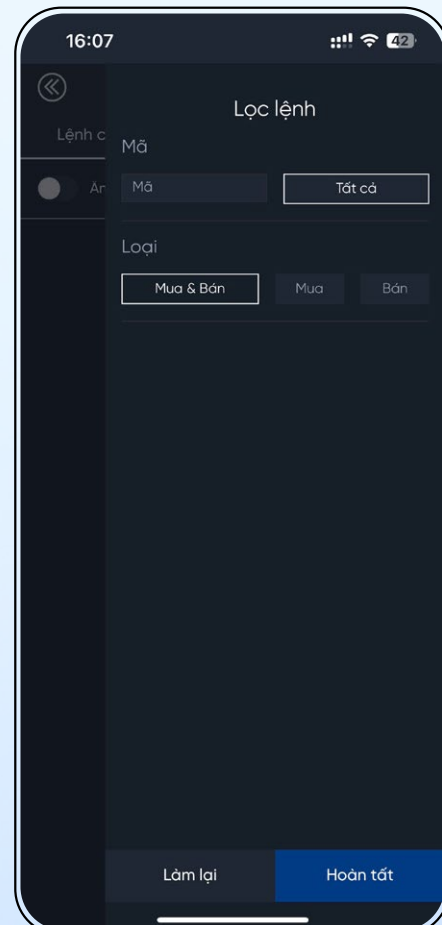 16:07
42
Lọc lệnh
Lệnh c
Mã
Ân
Mã
Tất cả
Loại
Mua & Bán
Mua
Bán
Làm lại
Hoàn tất